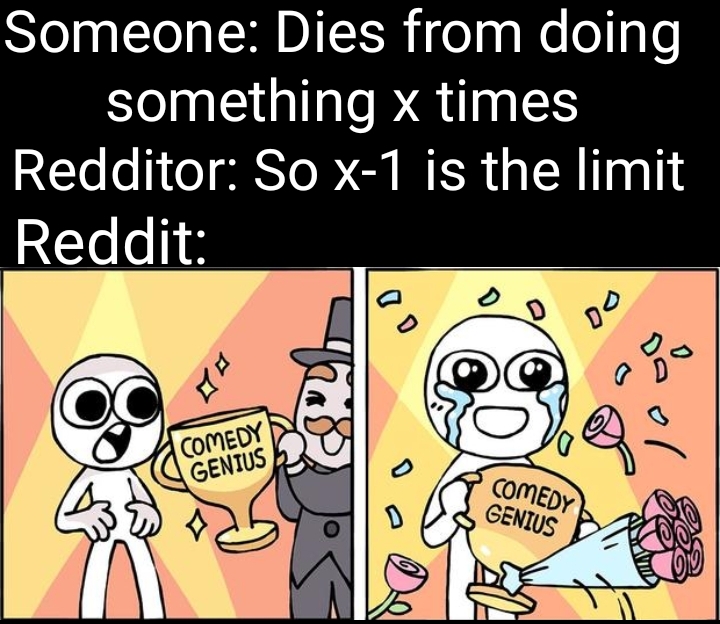 Someone: Dies from doing
something x times
Redditor: So x-1 is the limit
Reddit:
COMEDY
GENIUS
COMEDY
GENIUS